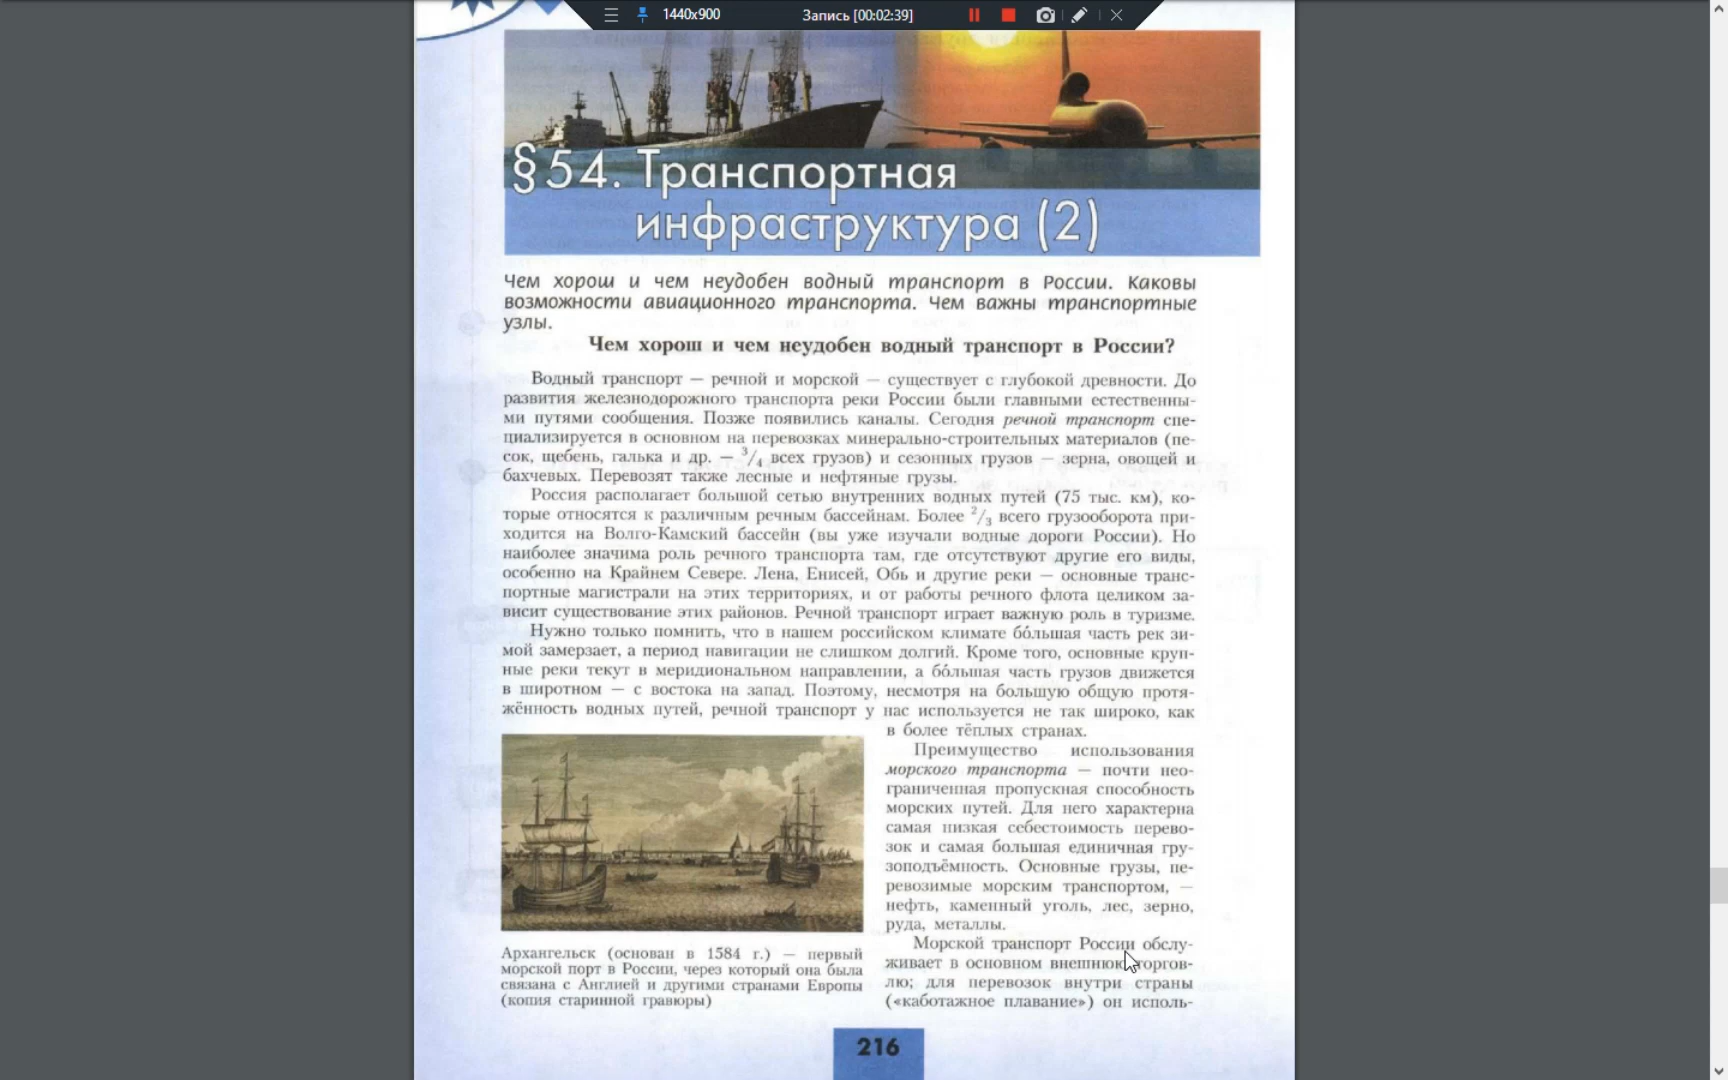 1440x900
Запись [00:02:39]
§54. Транспортная
инфраструктура (2)
Чем хорош и чем неудобен водный транспорт в России. Каковы
возможности авиационного транспорта. Чем важны транспортные
узлы.
Чем хорош и чем неудобен водный транспорт в России?
Водный транспорт — речной и морской — существует с глубокой древности. До
развития железнодорожного транспорта реки России были главными естественны-
ми путями сообщения. Позже появились каналы. Сегодня речной транспорт спе-
циализируется в основном на перевозках минерально-строительных материалов (пе-
сок, щебень, галька и др. — 3/4 всех грузов) и сезонных грузов — зерна, овощей и
бахчевых. Перевозят также лесные и нефтяные грузы.
Россия располагает большой сетью внутренних водных путей (75 тыс. км), ко-
торые относятся к различным речным бассейнам. Более 2/3 всего грузооборота при-
ходится на Волго-Камский бассейн (вы уже изучали водные дороги России). Но
наиболее значима роль речного транспорта там, где отсутствуют другие его виды,
особенно на Крайнем Севере. Лена, Енисей, Обь и другие реки — основные транс-
портные магистрали на этих территориях, и от работы речного флота целиком за-
висит существование этих районов. Речной транспорт играет важную роль в туризме.
Нужно только помнить, что в нашем российском климате бо́льшая часть рек зи-
мой замерзает, а период навигации не слишком долгий. Кроме того, основные круп-
ные реки текут в меридиональном направлении, а бо́льшая часть грузов движется
в широтном — с востока на запад. Поэтому, несмотря на большую общую протя-
жённость водных путей, речной транспорт у нас используется не так широко, как
в более тёплых странах.
Преимущество использования
морского транспорта — почти нео-
граниченная пропускная способность
морских путей. Для него характерна
самая низкая себестоимость перево-
зок и самая большая единичная гру-
зоподъёмность. Основные грузы, пе-
ревозимые морским транспортом, —
нефть, каменный уголь, лес, зерно,
руда, металлы.
Морской транспорт России обслу-
живает в основном внешнюю торгов-
лю; для перевозок внутри страны
(«каботажное плавание») он исполь-
Архангельск (основан в 1584 г.) — первый
морской порт в России, через который она была
связана с Англией и другими странами Европы
(копия старинной гравюры)
216